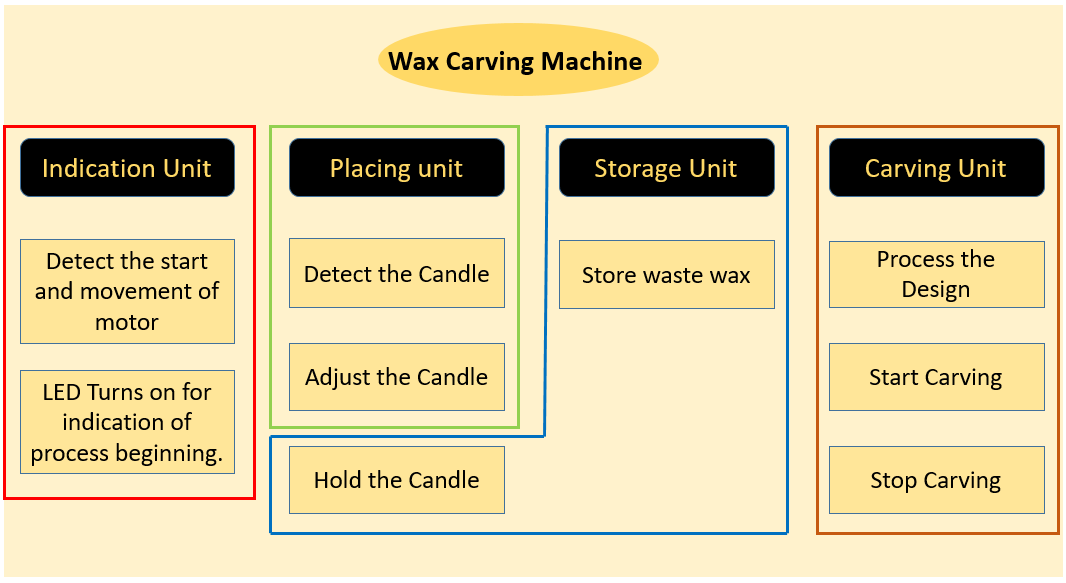 Wax Carving Machine
Indication Unit
Detect the start
and movement of
motor
LED Turns on for
indication of
process beginning.
Placing unit
Detect the Candle
Adjust the Candle
Hold the Candle
Storage Unit
Store waste wax
Carving Unit
Process the
Design
Start Carving
Stop Carving